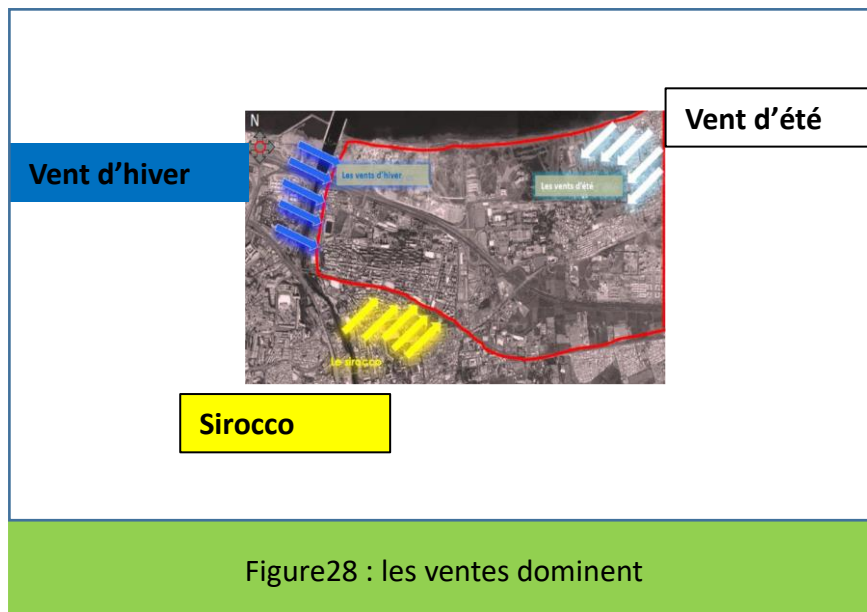 N
Vent d'été
Vent d'hiver
Les vents d'hiver
Les vents d'été
Le sirocco
Sirocco
Figure28 : les ventes dominent